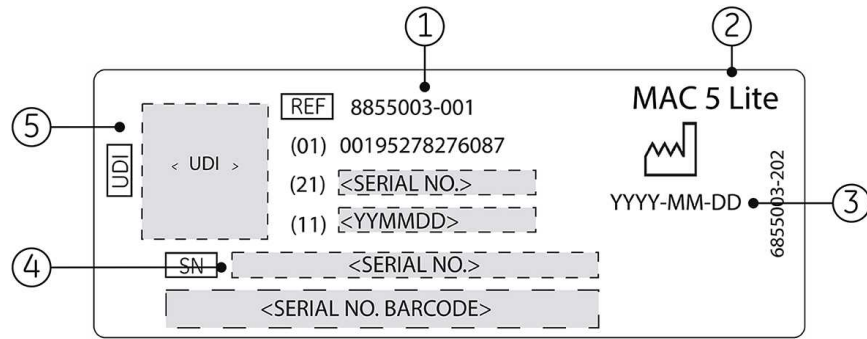 1
2
5
REF 8855003-001
MAC 5 Lite
(01) 00195278276087
UDI
< UDI >
(21) <SERIAL NO.>
(11) <YYMMDD>
YYYY-MM-DD
3
6855003-202
4
SN <SERIAL NO.>
<SERIAL NO. BARCODE>